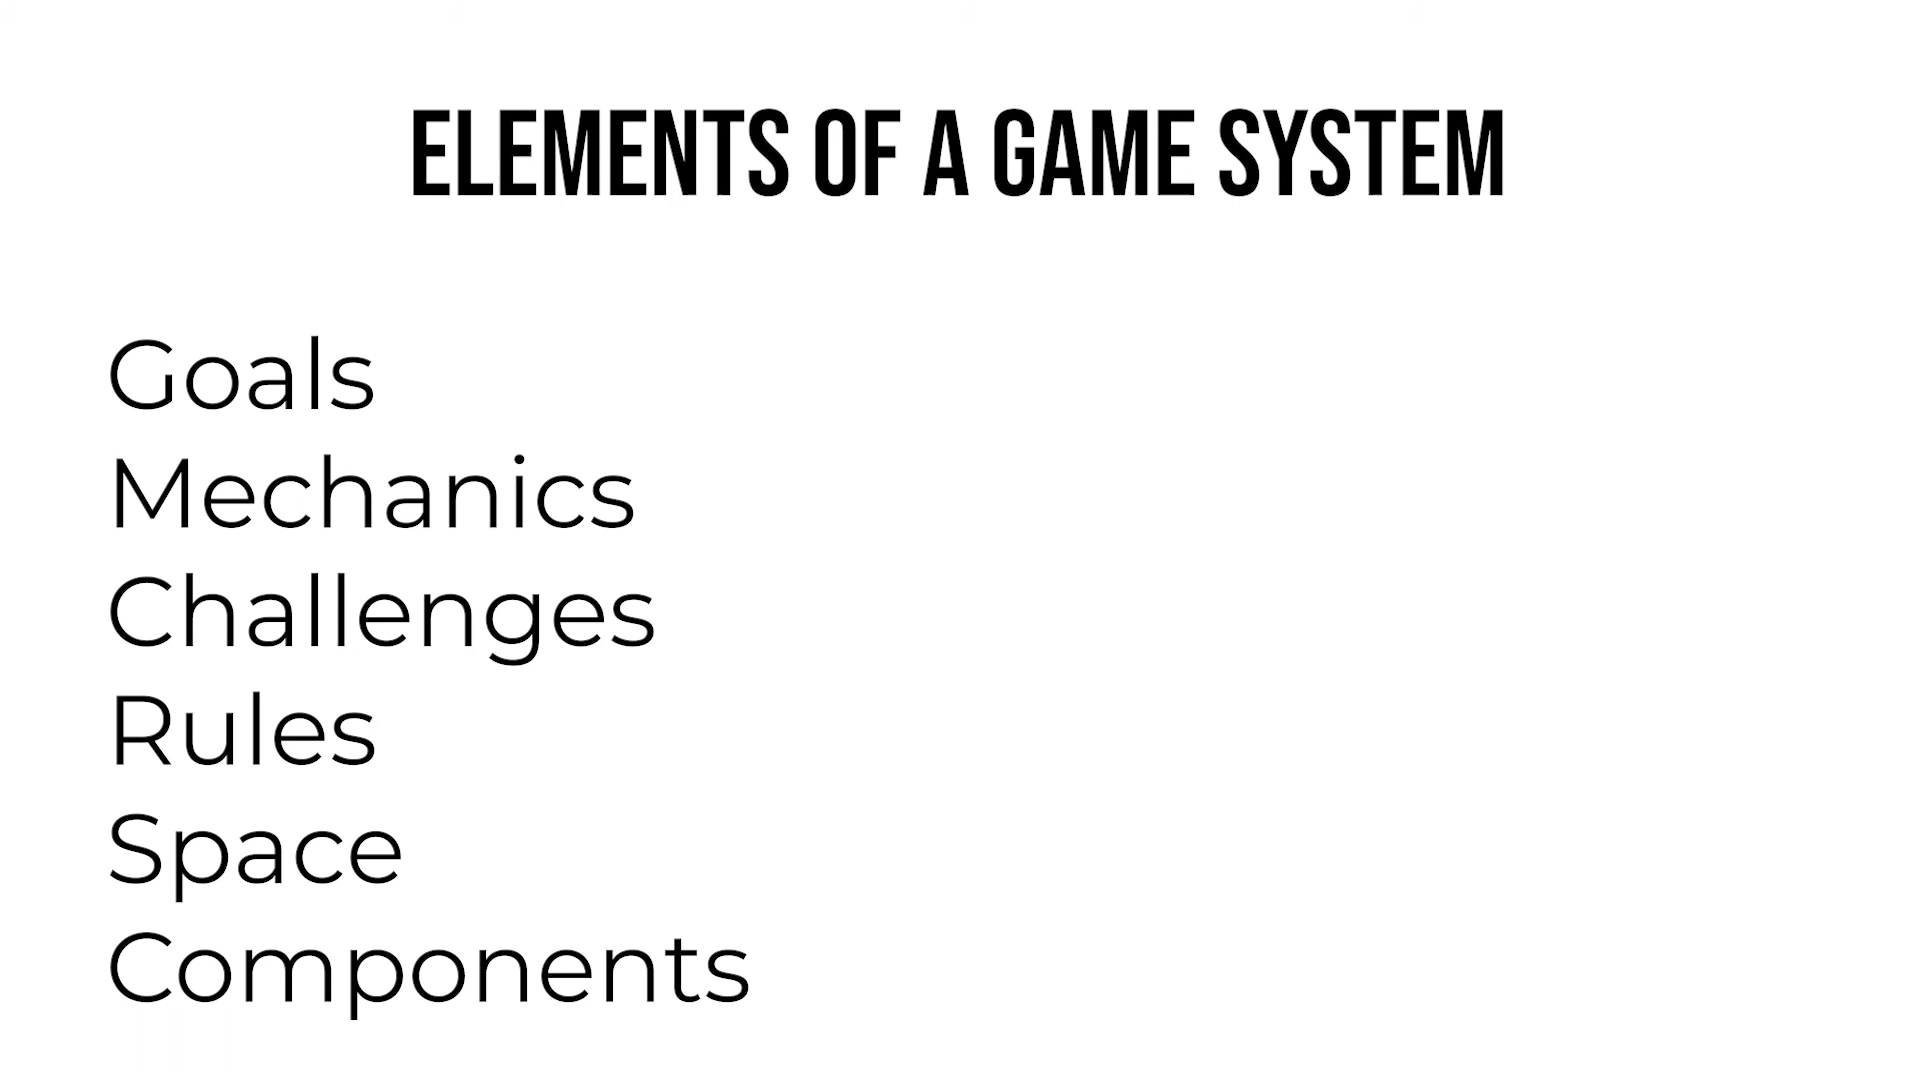 ELEMENTS OF A GAME SYSTEM
Goals
Mechanics
Challenges
Rules
Space
Components